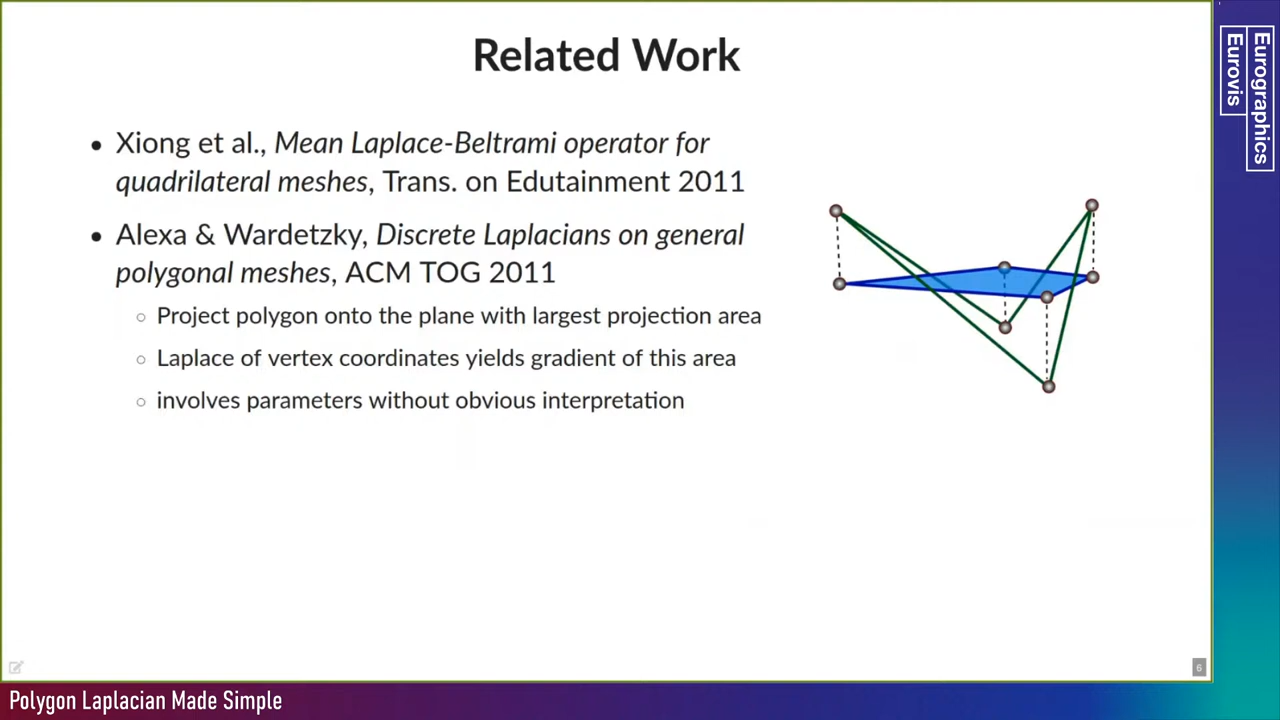 Related Work
• Xiong et al., Mean Laplace-Beltrami operator for
quadrilateral meshes, Trans. on Edutainment 2011
• Alexa & Wardetzky, Discrete Laplacians on general
polygonal meshes, ACM TOG 2011
○ Project polygon onto the plane with largest projection area
○ Laplace of vertex coordinates yields gradient of this area
○ involves parameters without obvious interpretation
6
Polygon Laplacian Made Simple
Eurographics
Eurovis